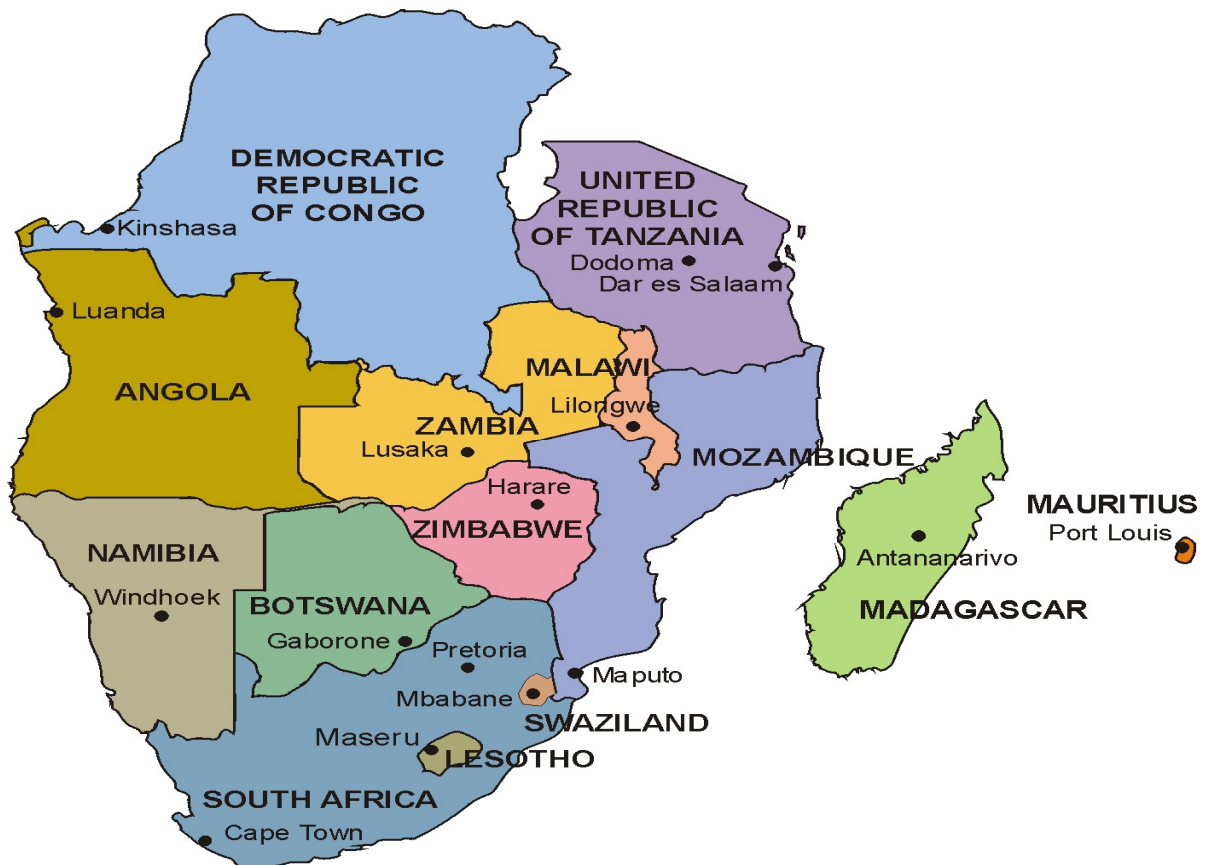 DEMOCRATIC
REPUBLIC
OF CONGO
Kinshasa
UNITED
REPUBLIC
OF TANZANIA
Dodoma
Dar es Salaam
Luanda
ANGOLA
MALAWI
Lilongwe
ZAMBIA
Lusaka
MOZAMBIQUE
Harare
ZIMBABWE
MAURITIUS
Port Louis
NAMIBIA
Windhoek
Antananarivo
MADAGASCAR
BOTSWANA
Gaborone
Pretoria
Maputo
Mbabane
SWAZILAND
Maseru
LESOTHO
SOUTH AFRICA
Cape Town